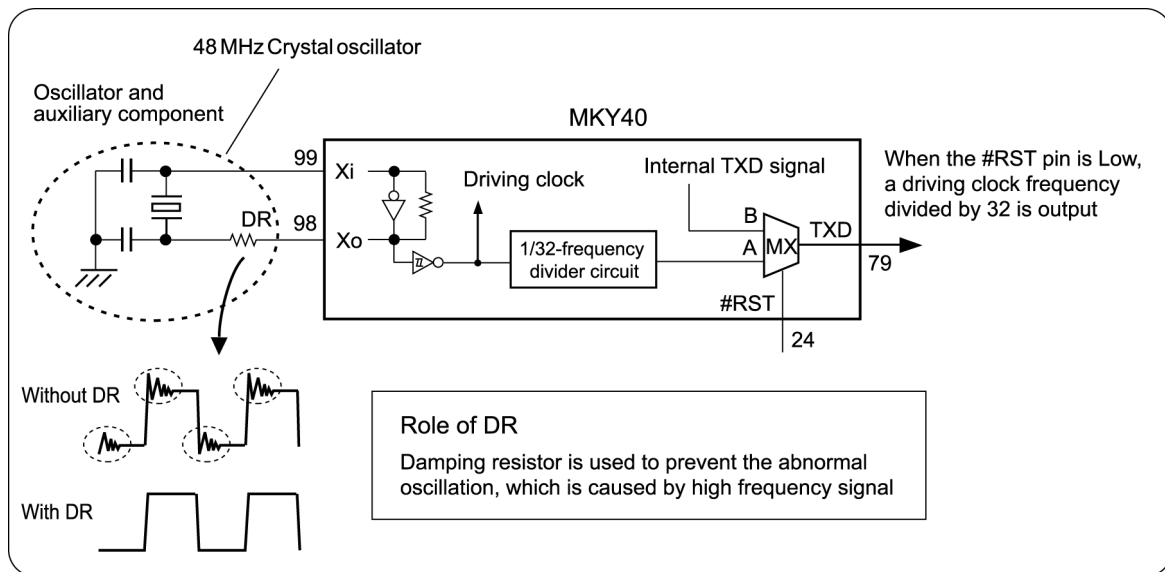 48 MHz Crystal oscillator
Oscillator and
auxiliary component
MKY40
99
Xi
Driving clock
Internal TXD signal
When the #RST pin is Low,
a driving clock frequency
divided by 32 is output
DR
98
Xo
1/32-frequency
divider circuit
B
A
MX
TXD
79
#RST
24
Without DR
With DR
Role of DR
Damping resistor is used to prevent the abnormal
oscillation, which is caused by high frequency signal